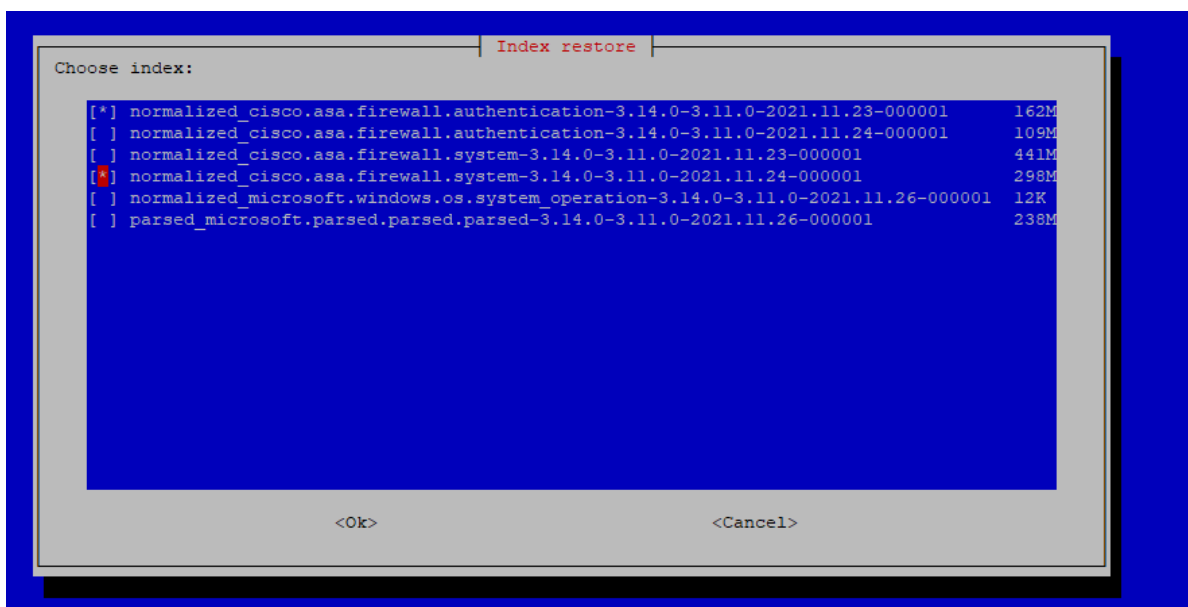 Index restore
Choose index:
[*] normalized_cisco.asa.firewall.authentication-3.14.0-3.11.0-2021.11.23-000001 162M
[ ] normalized_cisco.asa.firewall.authentication-3.14.0-3.11.0-2021.11.24-000001 109M
[ ] normalized_cisco.asa.firewall.system-3.14.0-3.11.0-2021.11.23-000001 441M
[*] normalized_cisco.asa.firewall.system-3.14.0-3.11.0-2021.11.24-000001 298M
[ ] normalized_microsoft.windows.os.system_operation-3.14.0-3.11.0-2021.11.26-000001 12K
[ ] parsed_microsoft.parsed.parsed.parsed-3.14.0-3.11.0-2021.11.26-000001 238M
<Ok> <Cancel>